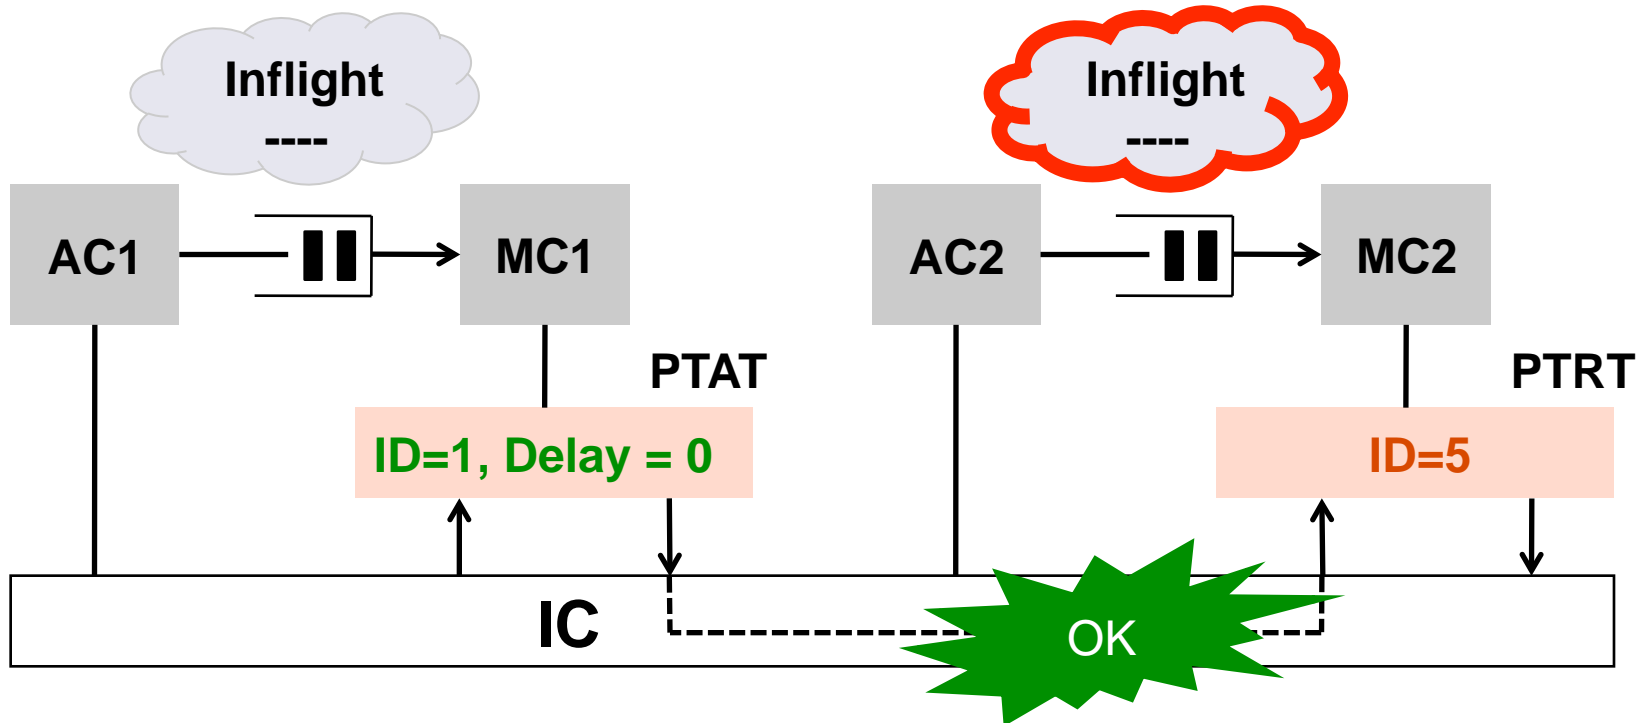 Inflight
----
Inflight
----
AC1
MC1
AC2
MC2
PTAT
PTRT
ID=1, Delay = 0
ID=5
IC
OK